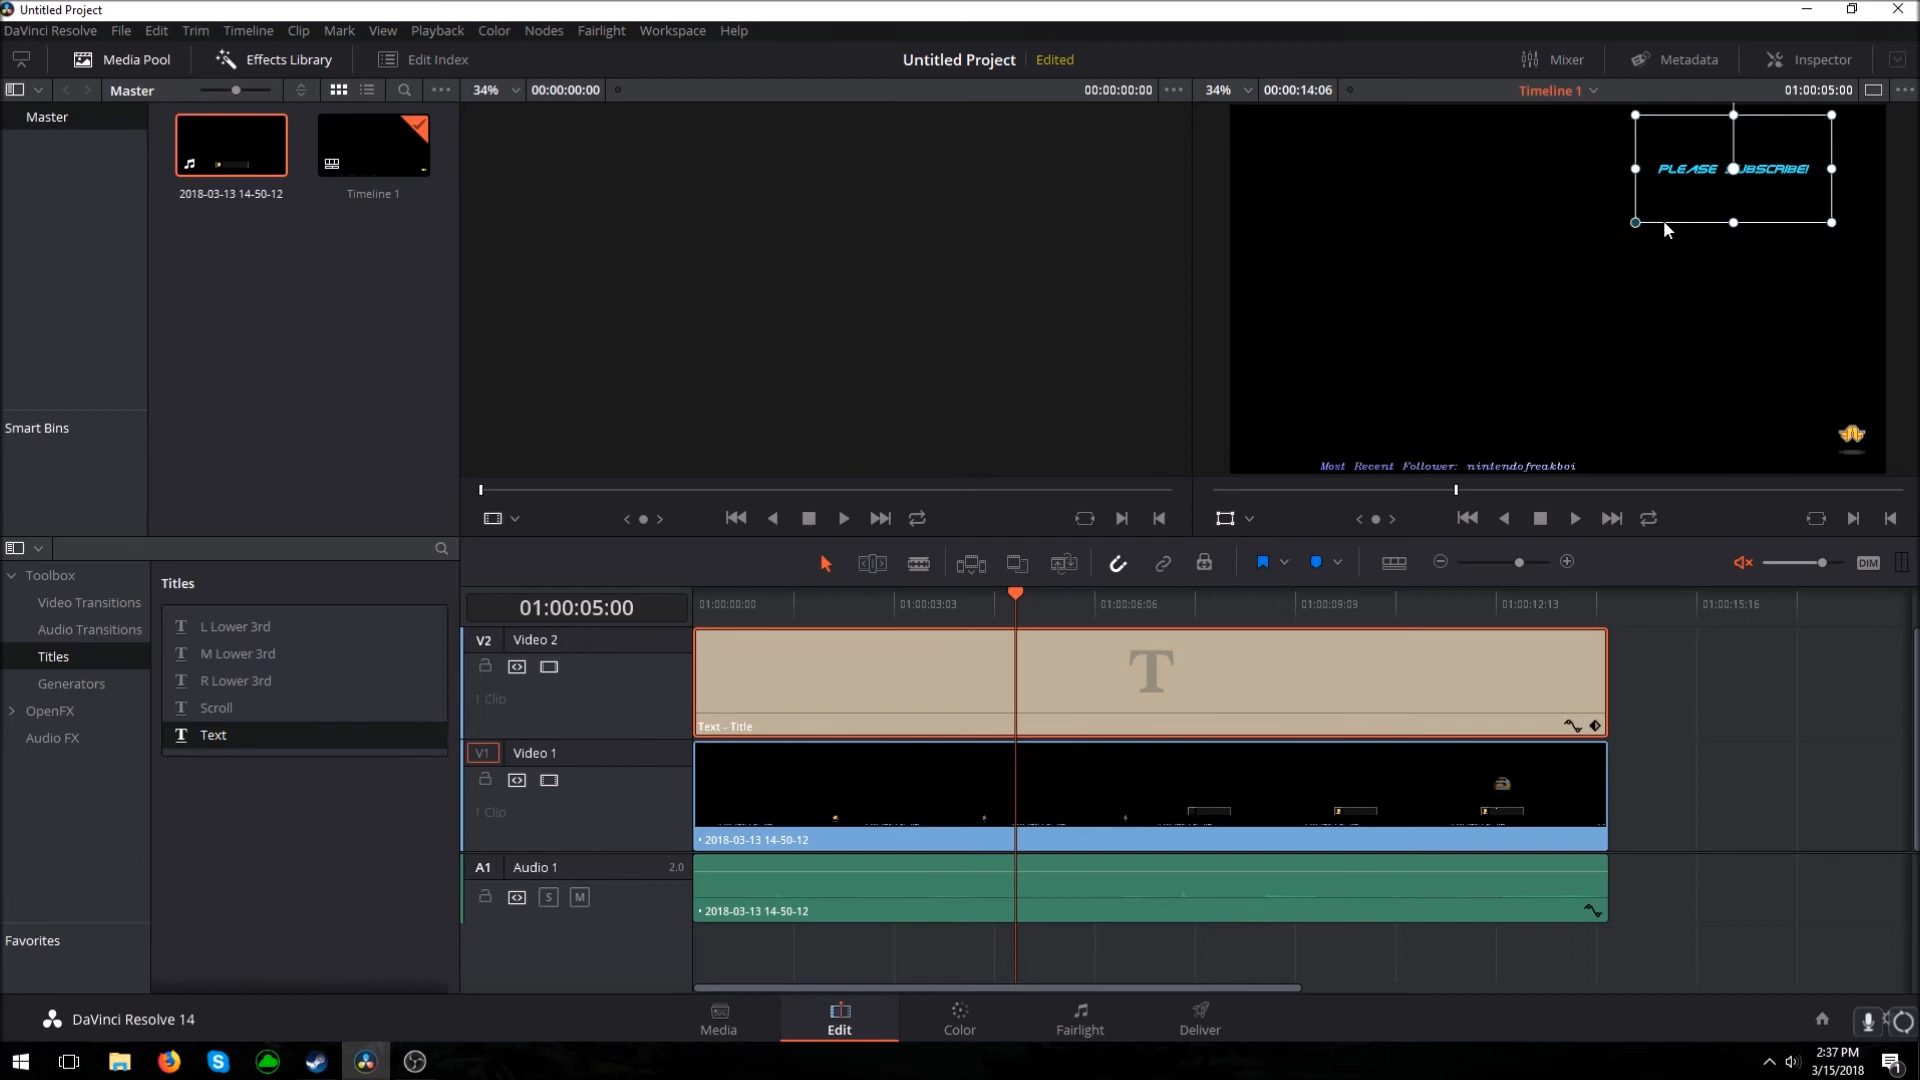 Untitled Project
DaVinci Resolve File Edit Trim Timeline Clip Mark View Playback Color Nodes Fairlight Workspace Help
Media Pool Effects Library Edit Index Untitled Project Edited Mixer Metadata Inspector
Master 34% 00:00:00:00 00:00:00:00 34% 00:00:14:06 Timeline 1 01:00:05:00
Master
2018-03-13 14-50-12 Timeline 1
PLEASE SUBSCRIBE!
Smart Bins
Most Recent Follower: nintendofreakboi
Toolbox
Video Transitions
Audio Transitions
Titles
Generators
OpenFX
Audio FX
Favorites
Titles
T L Lower 3rd
T M Lower 3rd
T R Lower 3rd
T Scroll
T Text
DIM
01:00:05:00 01:00:00:00 01:00:03:03 01:00:06:06 01:00:09:09 01:00:12:13 01:00:15:16
V2 Video 2
1 Clip
T
Text - Title
V1 Video 1
1 Clip
• 2018-03-13 14-50-12
A1 Audio 1 2.0
S M
• 2018-03-13 14-50-12
DaVinci Resolve 14 Media Edit Color Fairlight Deliver
2:37 PM
3/15/2018
1